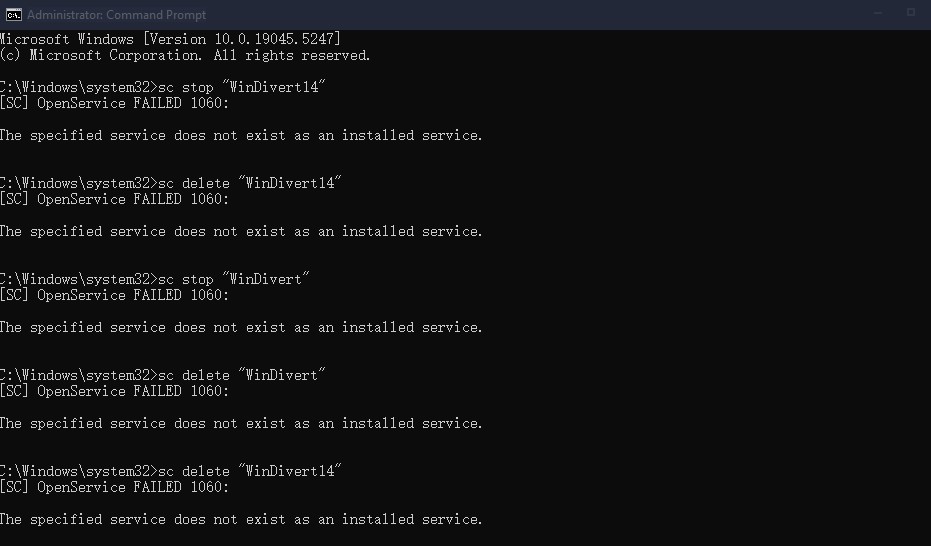 Administrator: Command Prompt
Microsoft Windows [Version 10.0.19045.5247]
(c) Microsoft Corporation. All rights reserved.
C:\Windows\system32>sc stop "WinDivert14"
[SC] OpenService FAILED 1060:
The specified service does not exist as an installed service.
C:\Windows\system32>sc delete "WinDivert14"
[SC] OpenService FAILED 1060:
The specified service does not exist as an installed service.
C:\Windows\system32>sc stop "WinDivert"
[SC] OpenService FAILED 1060:
The specified service does not exist as an installed service.
C:\Windows\system32>sc delete "WinDivert"
[SC] OpenService FAILED 1060:
The specified service does not exist as an installed service.
C:\Windows\system32>sc delete "WinDivert14"
[SC] OpenService FAILED 1060:
The specified service does not exist as an installed service.